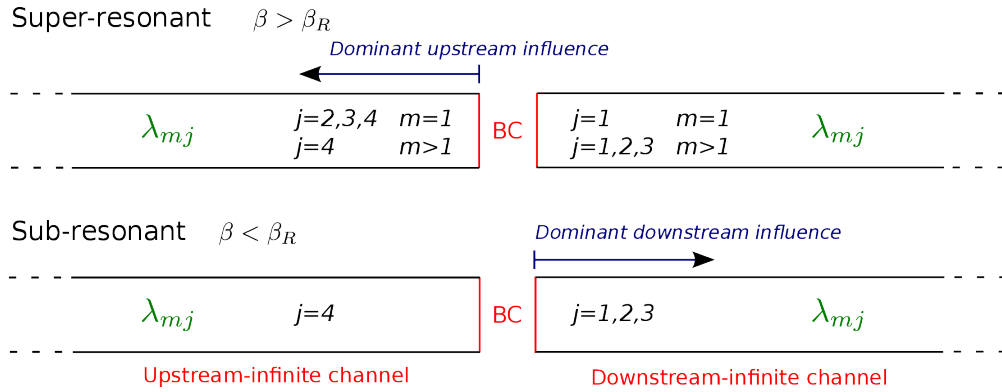 Super-resonant β > β_R
Dominant upstream influence
λ_mj j=2,3,4 m=1 BC j=1 m=1 λ_mj
j=4 m>1 j=1,2,3 m>1
Sub-resonant β < β_R
Dominant downstream influence
λ_mj j=4 BC j=1,2,3 λ_mj
Upstream-infinite channel Downstream-infinite channel